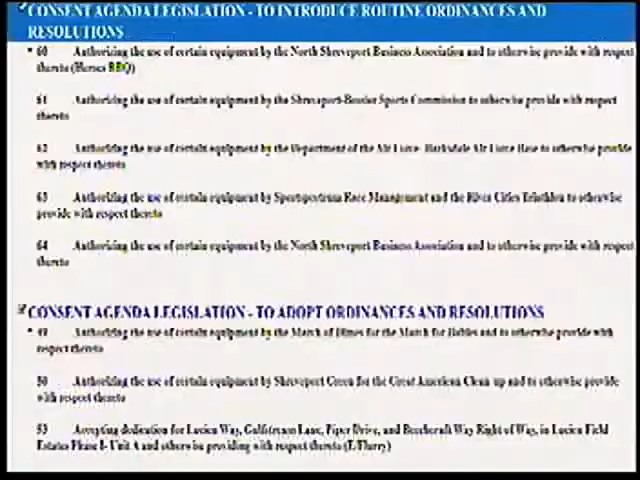 CONSENT AGENDA LEGISLATION - TO INTRODUCE ROUTINE ORDINANCES AND
RESOLUTIONS
60 Authorizing the use of certain equipment by the North Shreveport Business Association and to otherwise provide with respect
thereto (Heroes BBQ)
61 Authorizing the use of certain equipment by the Shreveport-Bossier Sports Commission to otherwise provide with respect
thereto
62 Authorizing the use of certain equipment by the Department of the Air Force- Barksdale Air Force Base to otherwise provide
with respect thereto
63 Authorizing the use of certain equipment by Sportspectrum Race Management and the River Cities Triathlon to otherwise
provide with respect thereto
64 Authorizing the use of certain equipment by the North Shreveport Business Association and to otherwise provide with respect
thereto
CONSENT AGENDA LEGISLATION - TO ADOPT ORDINANCES AND RESOLUTIONS
49 Authorizing the use of certain equipment by the March of Dimes for the March for Babies and to otherwise provide with
respect thereto
50 Authorizing the use of certain equipment by Shreveport Green for the Great American Clean up and to otherwise provide
with respect thereto
53 Accepting dedication for Lucien Way, Gulfstream Lane, Piper Drive, and Beechcraft Way Right of Way, in Lucien Field
Estates Phase I- Unit A and otherwise providing with respect thereto